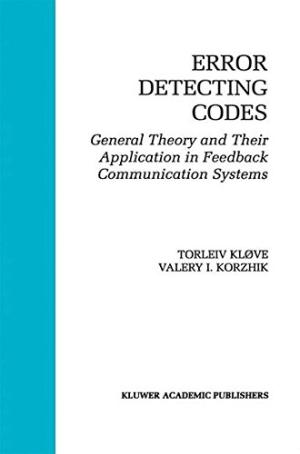 ERROR
DETECTING
CODES
General Theory and Their
Application in Feedback
Communication Systems
TORLEIV KLØVE
VALERY I. KORZHIK
KLUWER ACADEMIC PUBLISHERS